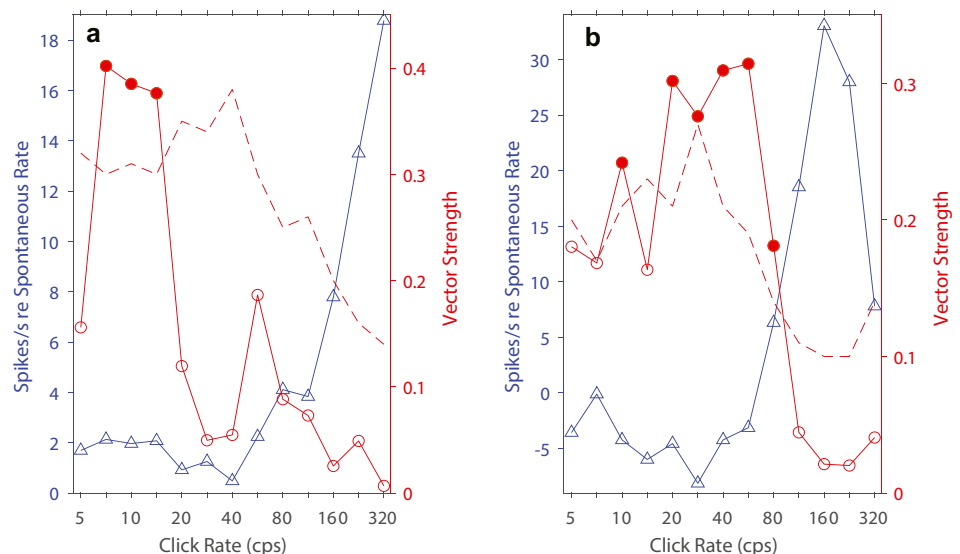 a
Spikes/s re Spontaneous Rate
18
16
14
12
10
8
6
4
2
0
0.4
0.3
0.2
0.1
0
Vector Strength
5 10 20 40 80 160 320
Click Rate (cps)
b
Spikes/s re Spontaneous Rate
30
25
20
15
10
5
0
-5
0.3
0.2
0.1
0
Vector Strength
5 10 20 40 80 160 320
Click Rate (cps)